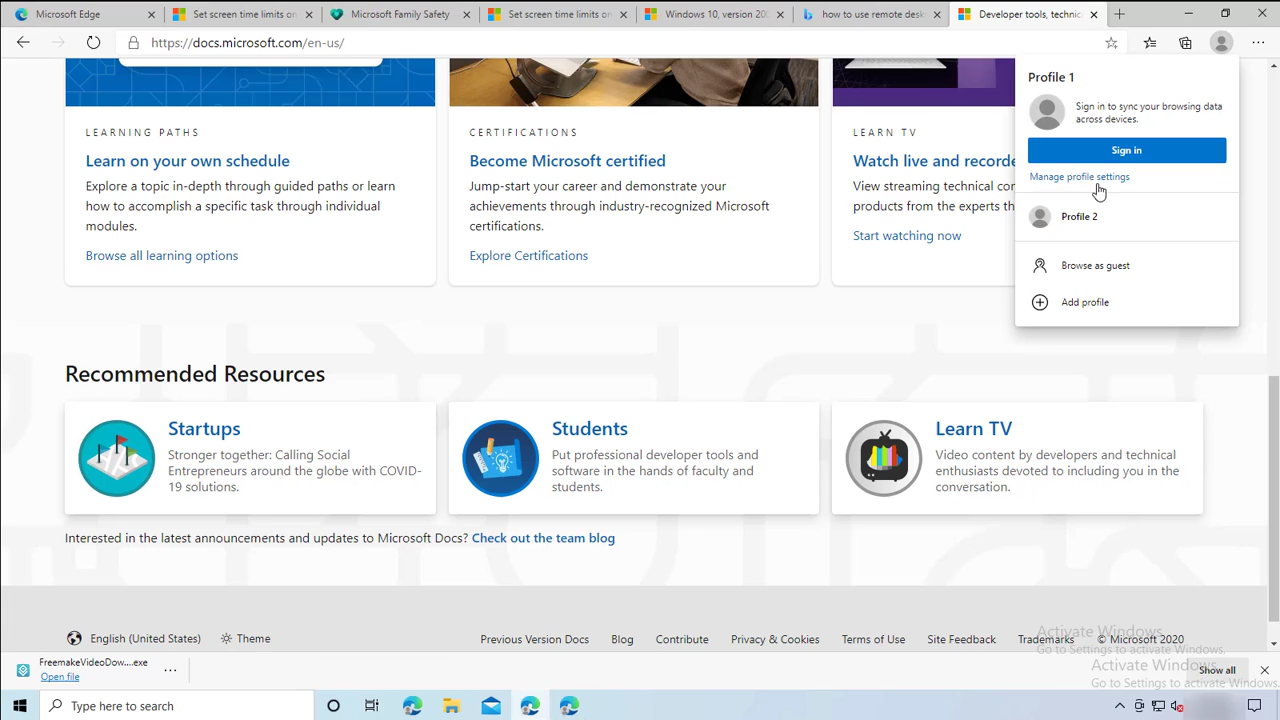 Microsoft Edge
Set screen time limits on
Microsoft Family Safety
Set screen time limits on
Windows 10, version 20
how to use remote desk
Developer tools, technic
https://docs.microsoft.com/en-us/
Profile 1
Sign in to sync your browsing data
across devices.
Sign in
Manage profile settings
Profile 2
Browse as guest
Add profile
LEARNING PATHS
Learn on your own schedule
Explore a topic in-depth through guided paths or learn
how to accomplish a specific task through individual
modules.
Browse all learning options
CERTIFICATIONS
Become Microsoft certified
Jump-start your career and demonstrate your
achievements through industry-recognized Microsoft
certifications.
Explore Certifications
LEARN TV
Watch live and recorde
View streaming technical co
products from the experts th
Start watching now
Recommended Resources
Startups
Stronger together: Calling Social
Entrepreneurs around the globe with COVID-
19 solutions.
Students
Put professional developer tools and
software in the hands of faculty and
students.
Learn TV
Video content by developers and technical
enthusiasts devoted to including you in the
conversation.
Interested in the latest announcements and updates to Microsoft Docs? Check out the team blog
English (United States)
Theme
Previous Version Docs
Blog
Contribute
Privacy & Cookies
Terms of Use
Site Feedback
Trademarks
© Microsoft 2020
Activate Windows
Go to Settings to activate Windows.
Activate Windows
Go to Settings to activate Windows.
FreemakeVideoDow....exe
Open file
Show all
Type here to search